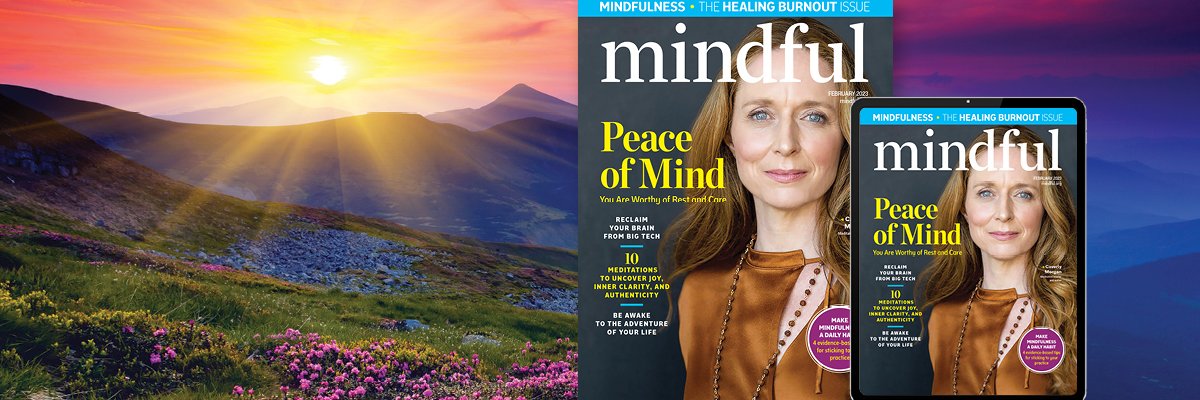 MINDFULNESS • THE HEALING BURNOUT ISSUE
mindful
FEBRUARY 2023
Peace
of Mind
You Are Worthy of Rest and Care
RECLAIM
YOUR BRAIN
FROM BIG TECH
10
MEDITATIONS
TO UNCOVER JOY,
INNER CLARITY, AND
AUTHENTICITY
BE AWAKE
TO THE ADVENTURE
OF YOUR LIFE
MAKE
A DAILY HABIT
for sticking to
MINDFULNESS • THE HEALING BURNOUT ISSUE
mindful
FEBRUARY 2023
mindful.org
Peace
of Mind
You Are Worthy of Rest and Care
RECLAIM
YOUR BRAIN
FROM BIG TECH
10
MEDITATIONS
TO UNCOVER JOY,
INNER CLARITY, AND
AUTHENTICITY
BE AWAKE
TO THE ADVENTURE
OF YOUR LIFE
Morgan
MAKE
MINDFULNESS
A DAILY HABIT
4 evidence-based tips
for sticking to your
practice